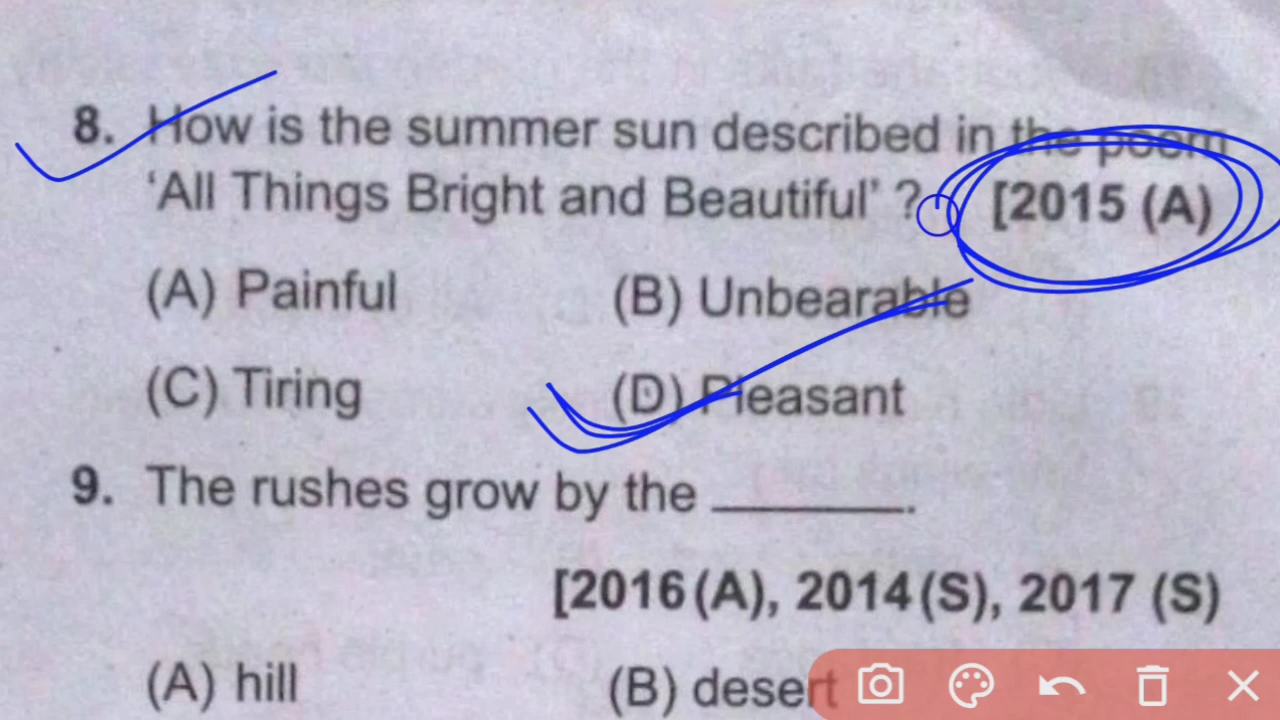 8. How is the summer sun described in the poem
‘All Things Bright and Beautiful’ ? [2015 (A)
(A) Painful (B) Unbearable
(C) Tiring (D) Pleasant
9. The rushes grow by the ________.
[2016 (A), 2014 (S), 2017 (S)
(A) hill (B) desert